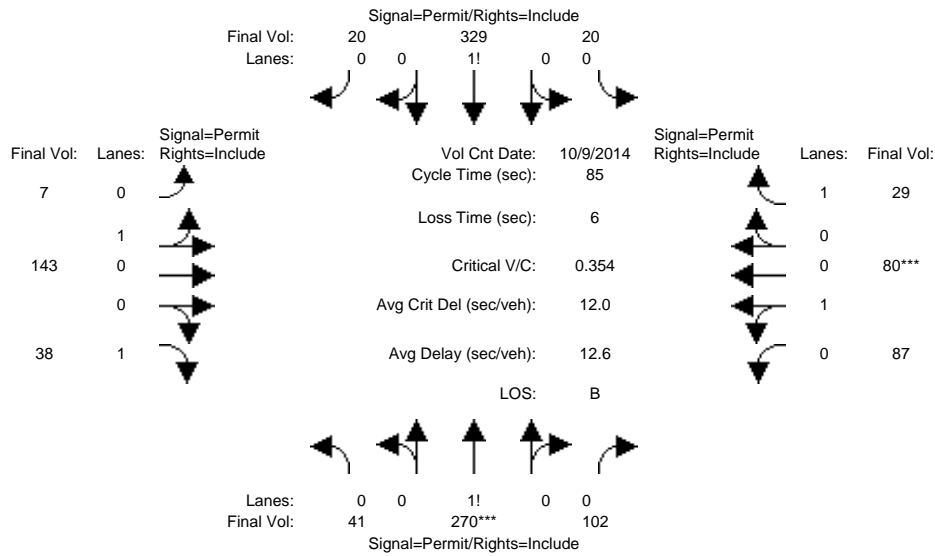 Signal=Permit/Rights=Include
Final Vol: 20 329 20
Lanes: 0 0 1! 0 0
Signal=Permit Signal=Permit
Final Vol: Lanes: Rights=Include Vol Cnt Date: 10/9/2014 Rights=Include Lanes: Final Vol:
Cycle Time (sec): 85
7 0 1 29
Loss Time (sec): 6
1 0
143 0 Critical V/C: 0.354 0 80***
0 Avg Crit Del (sec/veh): 12.0 1
38 1 Avg Delay (sec/veh): 12.6 0 87
LOS: B
Lanes: 0 0 1! 0 0
Final Vol: 41 270*** 102
Signal=Permit/Rights=Include